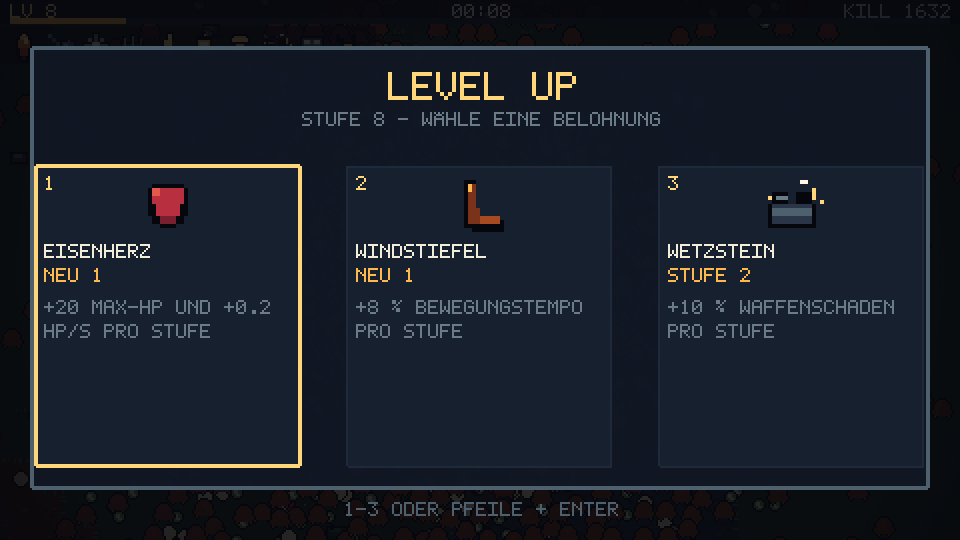 LV 8
00:08
KILL 1632
LEVEL UP
STUFE 8 - WÄHLE EINE BELOHNUNG
1
EISENHERZ
NEU 1
+20 MAX-HP UND +0.2
HP/S PRO STUFE
2
WINDSTIEFEL
NEU 1
+8 % BEWEGUNGSTEMPO
PRO STUFE
3
WETZSTEIN
STUFE 2
+10 % WAFFENSCHADEN
PRO STUFE
1-3 ODER PFEILE + ENTER